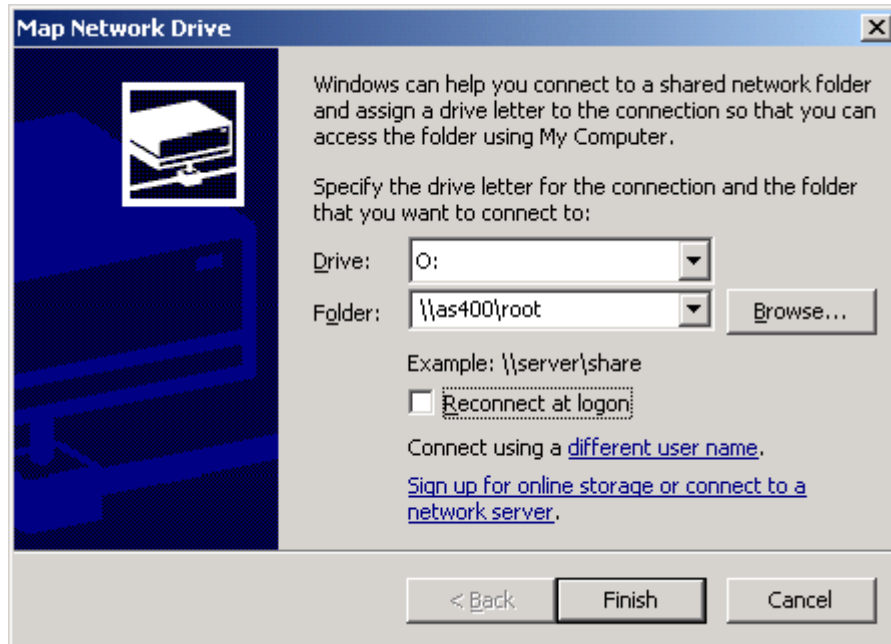 Map Network Drive
Windows can help you connect to a shared network folder
and assign a drive letter to the connection so that you can
access the folder using My Computer.
Specify the drive letter for the connection and the folder
that you want to connect to:
Drive: O:
Folder: \\as400\root Browse...
Example: \\server\share
Reconnect at logon
Connect using a different user name.
Sign up for online storage or connect to a
network server.
< Back Finish Cancel